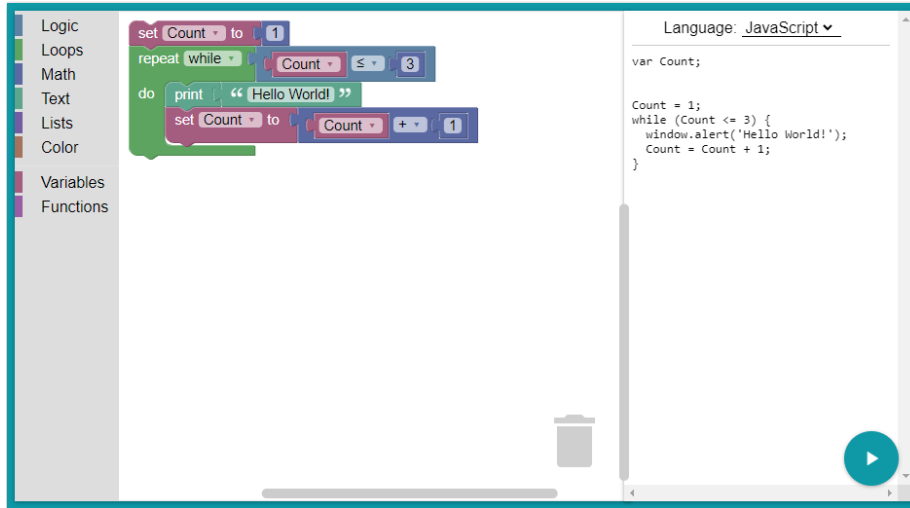 Logic
Loops
Math
Text
Lists
Color
Variables
Functions
set Count to 1
repeat while Count ≤ 3
do print “ Hello World! ”
set Count to Count + 1
Language: JavaScript
var Count;
Count = 1;
while (Count <= 3) {
  window.alert('Hello World!');
  Count = Count + 1;
}